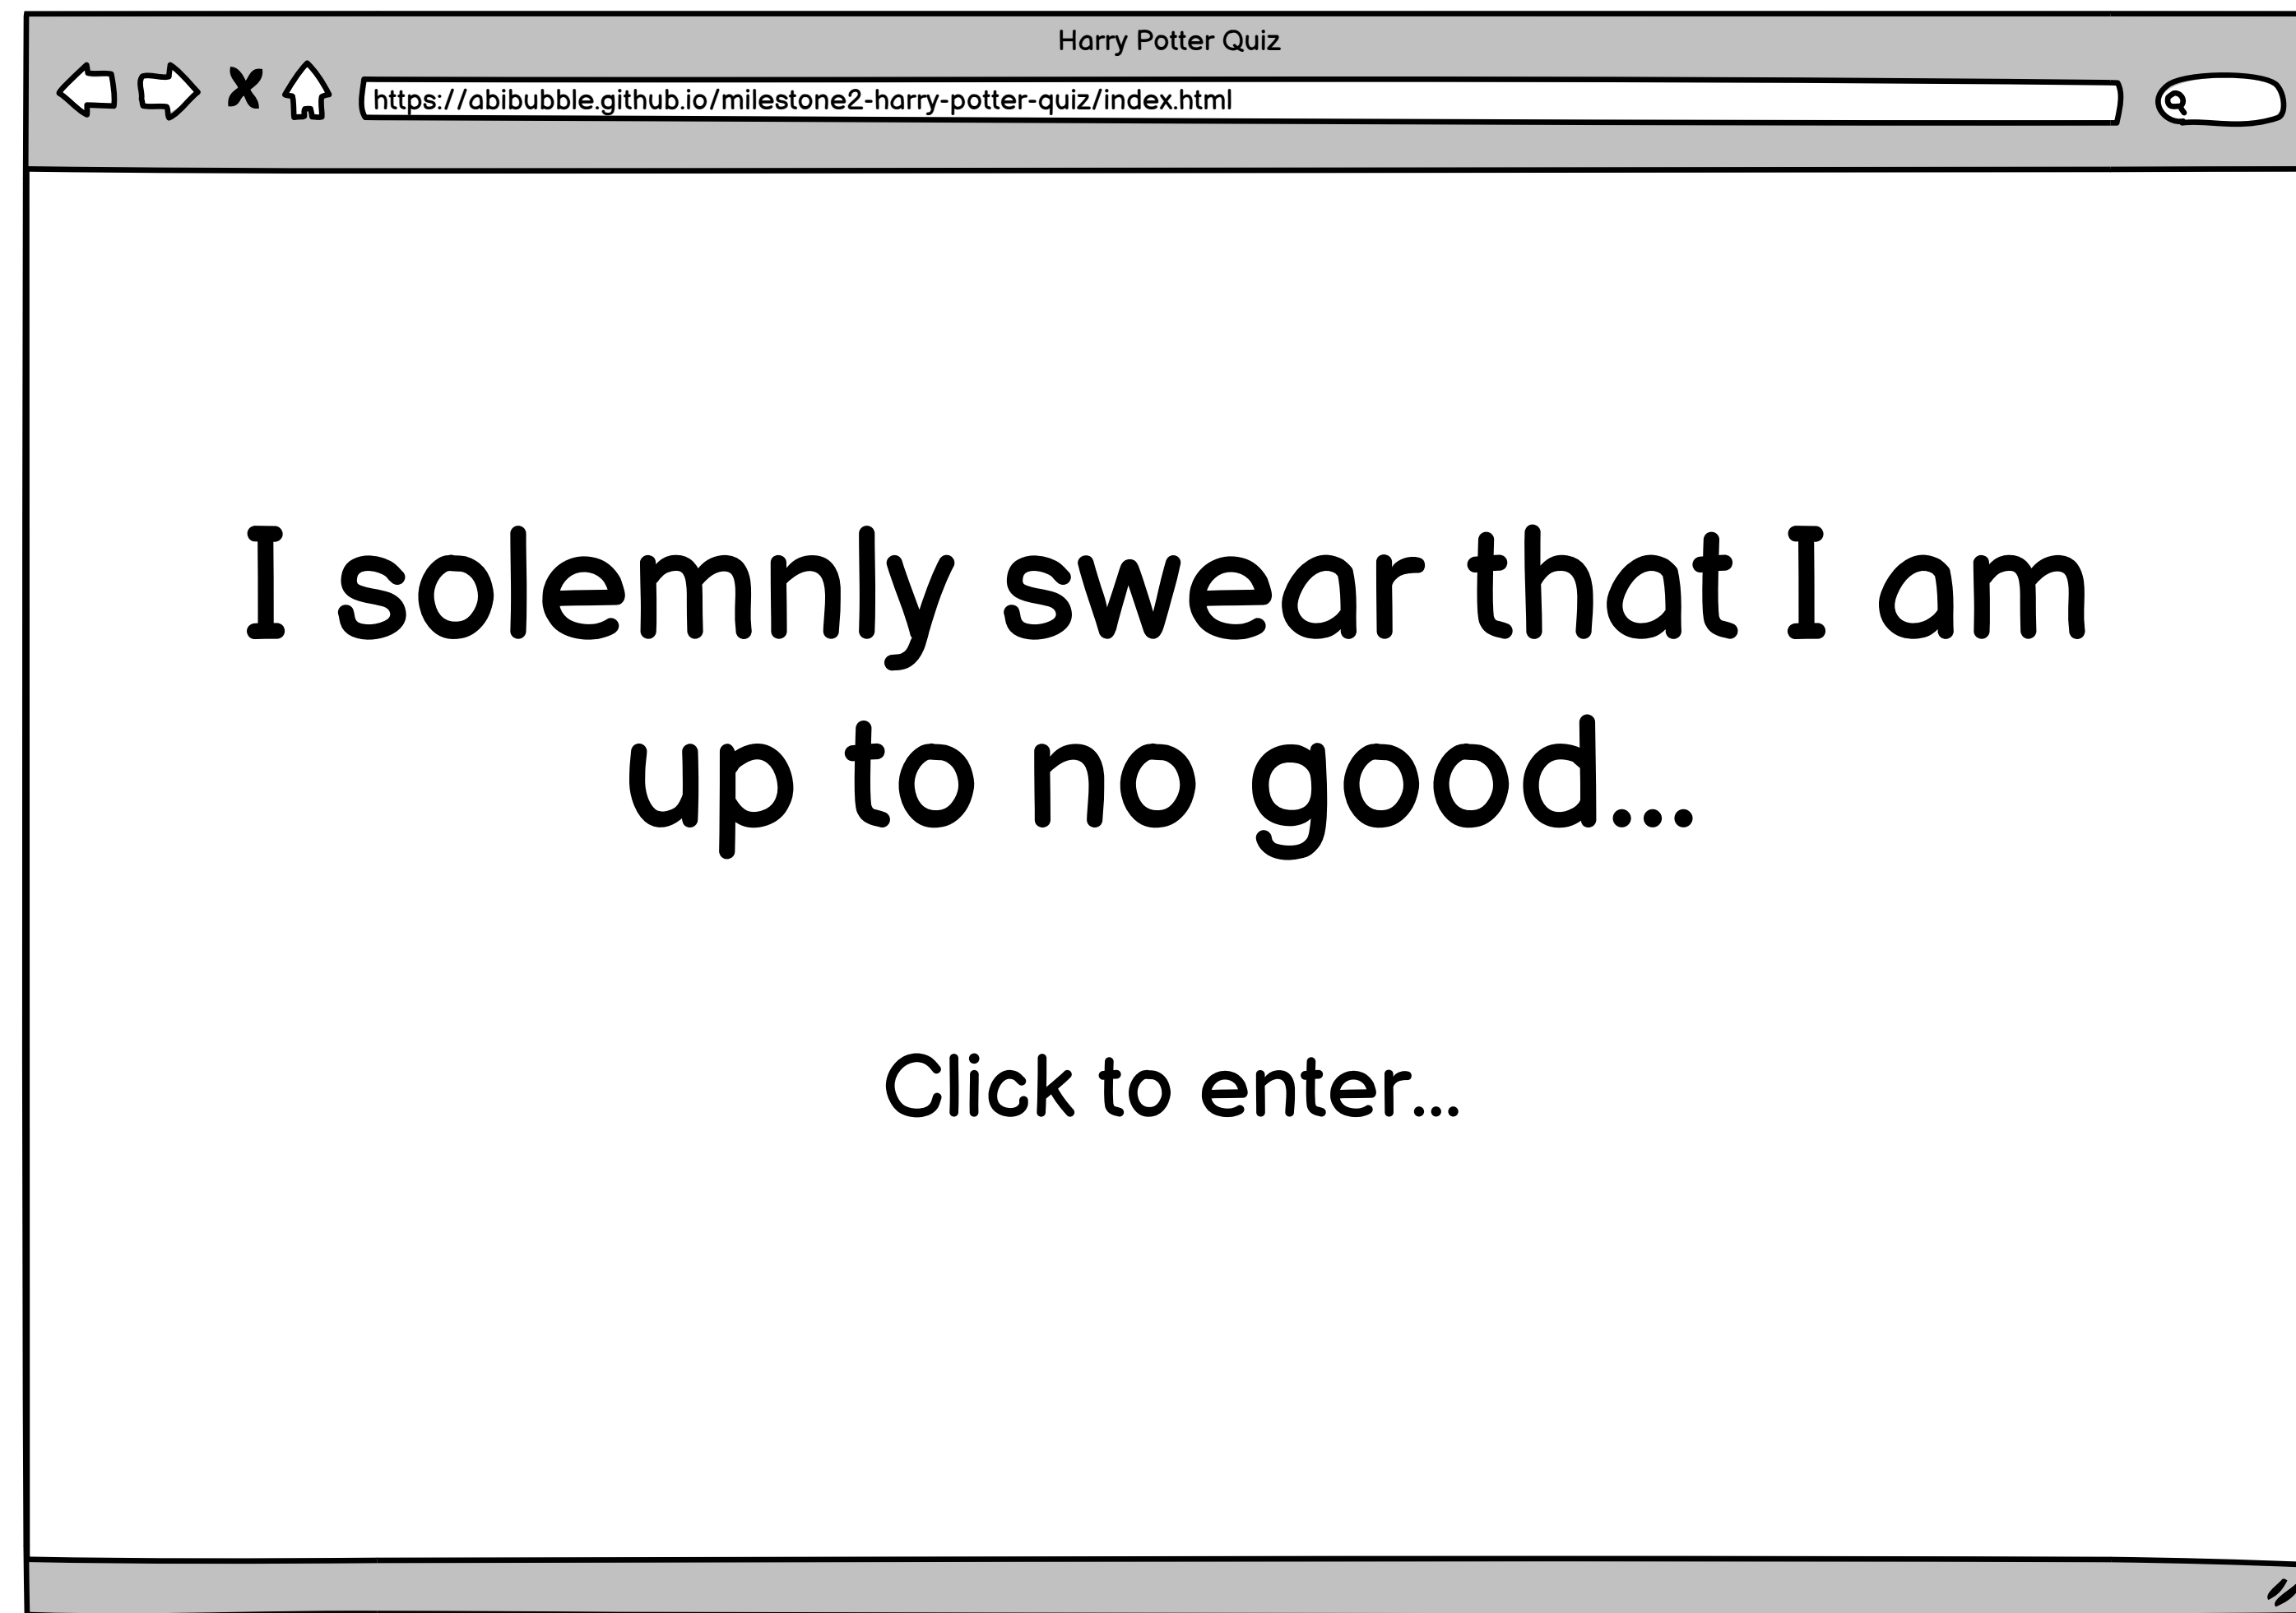 Harry Potter Quiz
https://abibubble.github.io/milestone2-harry-potter-quiz/index.html
I solemnly swear that I am
up to no good...
Click to enter...